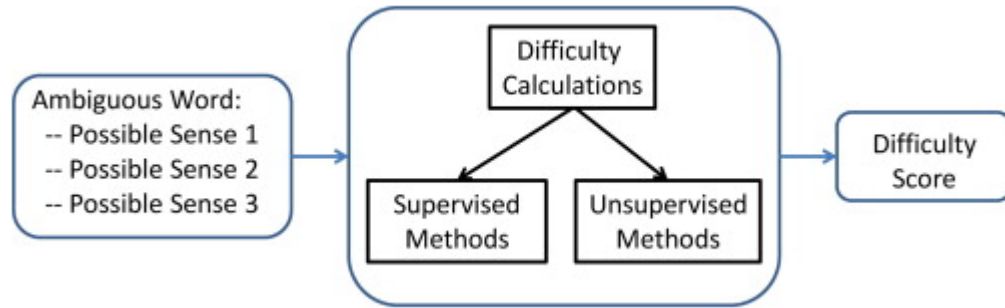 Ambiguous Word:
-- Possible Sense 1
-- Possible Sense 2
-- Possible Sense 3
Difficulty
Calculations
Supervised
Methods
Unsupervised
Methods
Difficulty
Score